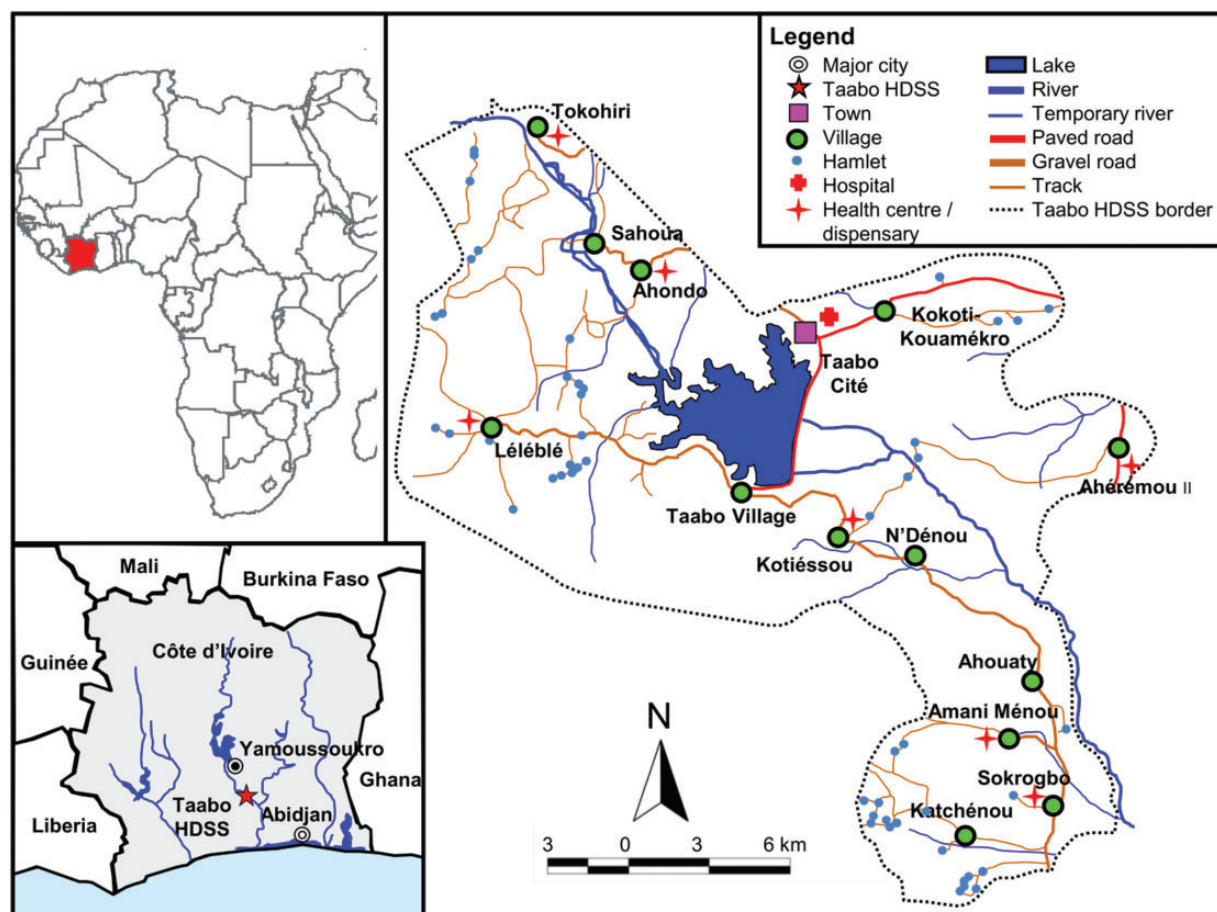 Legend
Major city
Taabo HDSS
Town
Village
Hamlet
Hospital
Health centre /
dispensary
Lake
River
Temporary river
Paved road
Gravel road
Track
Taabo HDSS border
Tokohiri
Sahoua
Ahondo
Kokoti-
Kouamékro
Taabo
Cité
Léléblé
Ahérémou II
Taabo Village
Kotiéssou
N'Dénou
Ahouaty
Amani Ménou
Sokrogbo
Katchénou
N
3 0 3 6 km
Mali
Burkina Faso
Guinée
Côte d'Ivoire
Yamoussoukro
Ghana
Taabo
HDSS
Abidjan
Liberia